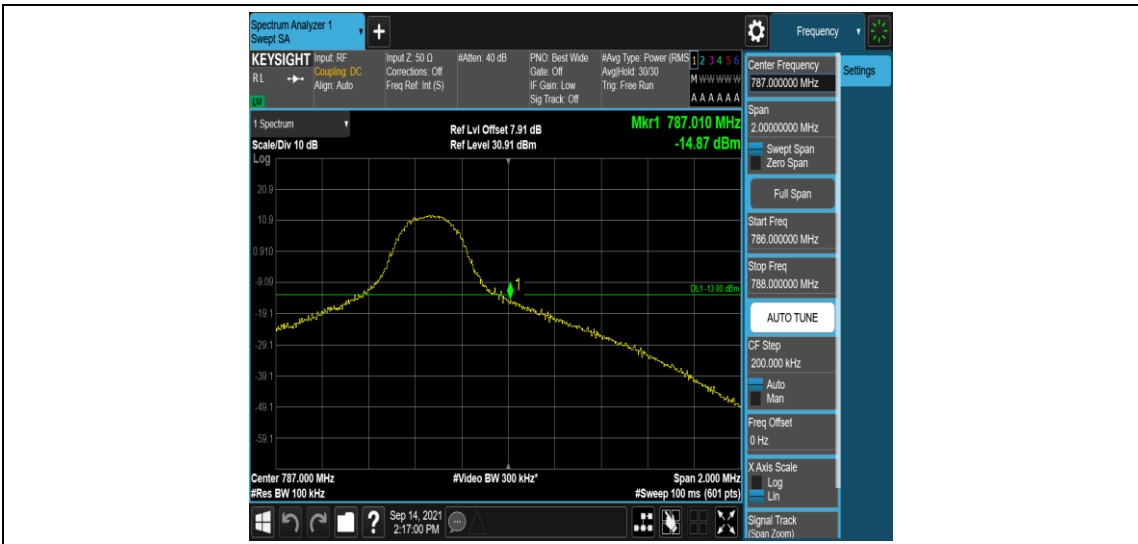 Spectrum Analyzer 1
Swept SA
+
Frequency
KEYSIGHT
RL
LXI
Input: RF
Coupling: DC
Align: Auto
Input Z: 50 Ω
Corrections: Off
Freq Ref: Int (S)
#Atten: 40 dB
PNO: Best Wide
Gate: Off
IF Gain: Low
Sig Track: Off
#Avg Type: Power (RMS
Avg|Hold: 30/30
Trig: Free Run
1 2 3 4 5 6
M W W W W W
A A A A A A
Center Frequency
787.000000 MHz
Settings
Span
2.00000000 MHz
Swept Span
Zero Span
Full Span
Start Freq
786.000000 MHz
Stop Freq
788.000000 MHz
AUTO TUNE
CF Step
200.000 kHz
Auto
Man
Freq Offset
0 Hz
X Axis Scale
Log
Lin
Signal Track
(Span Zoom)
1 Spectrum
Scale/Div 10 dB
Ref Lvl Offset 7.91 dB
Ref Level 30.91 dBm
Mkr1 787.010 MHz
-14.87 dBm
Log
20.9
10.9
0.910
-9.09
-19.1
-29.1
-39.1
-49.1
-59.1
1
DL1 -13.00 dBm
Center 787.000 MHz
#Res BW 100 kHz
#Video BW 300 kHz*
Span 2.000 MHz
#Sweep 100 ms (601 pts)
?
Sep 14, 2021
2:17:00 PM